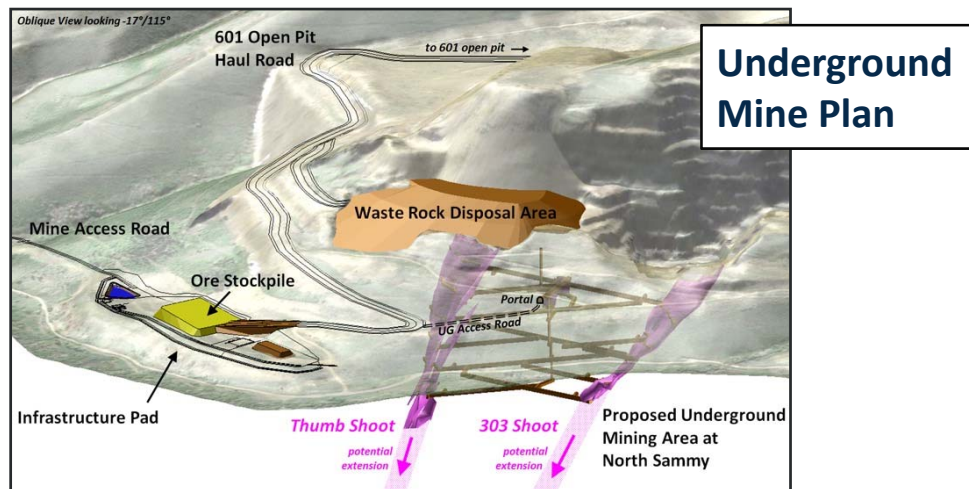 Oblique View looking -17°/115°
601 Open Pit
Haul Road
to 601 open pit
Underground
Mine Plan
Waste Rock Disposal Area
Mine Access Road
Ore Stockpile
Portal
UG Access Road
Infrastructure Pad
Thumb Shoot
potential
extension
303 Shoot
potential
extension
Proposed Underground
Mining Area at
North Sammy